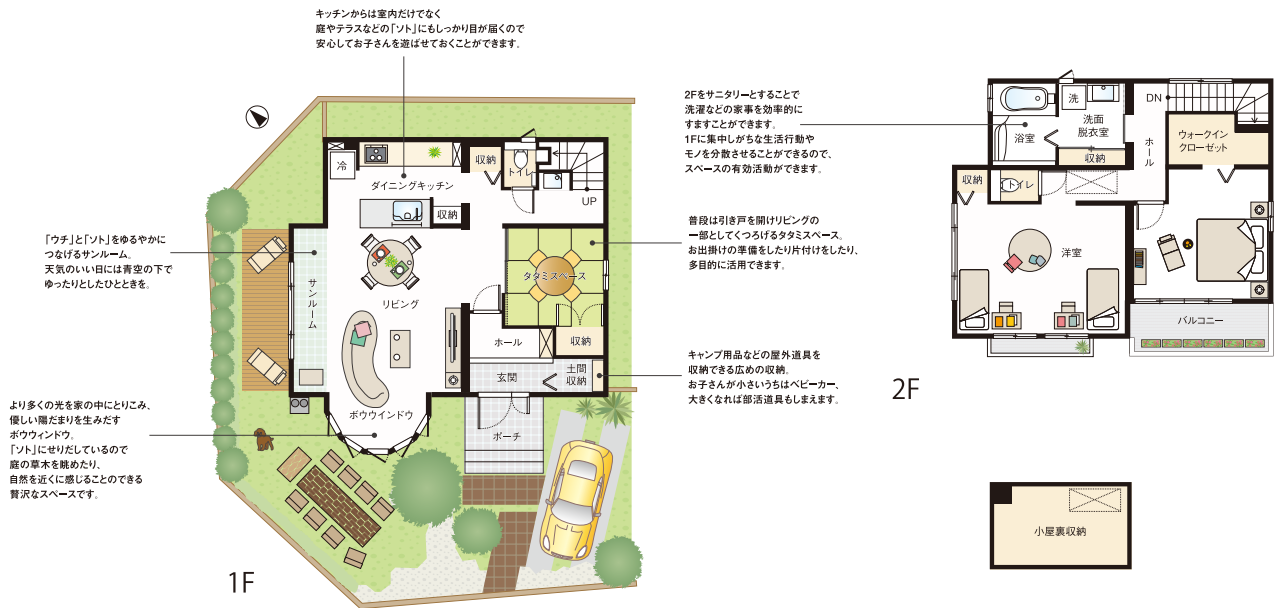 キッチンからは室内だけでなく
庭やテラスなどの「ソト」にもしっかり目が届くので
安心してお子さんを遊ばせておくことができます。
「ウチ」と「ソト」をゆるやかに
つなげるサンルーム。
天気のいい日には青空の下で
ゆったりとしたひとときを。
より多くの光を家の中にとりこみ、
優しい陽だまりを生みだす
ボウウィンドウ。
「ソト」にせりだしているので
庭の草木を眺めたり、
自然を近くに感じることのできる
贅沢なスペースです。
冷
ダイニングキッチン
収納
トイレ
収納
UP
サンルーム
リビング
タタミスペース
ホール
収納
玄関
土間
収納
ボウウインドウ
ポーチ
1F
2Fをサニタリーとすることで
洗濯などの家事を効率的に
すますことができます。
1Fに集中しがちな生活行動や
モノを分散させることができるので、
スペースの有効活動ができます。
普段は引き戸を開けリビングの
一部としてくつろげるタタミスペース。
お出掛けの準備をしたり片付けをしたり、
多目的に活用できます。
キャンプ用品などの屋外道具を
収納できる広めの収納。
お子さんが小さいうちはベビーカー、
大きくなれば部活道具もしまえます。
洗
DN
浴室
洗面
脱衣室
収納
ホール
ウォークイン
クローゼット
収納
トイレ
洋室
バルコニー
2F
小屋裏収納